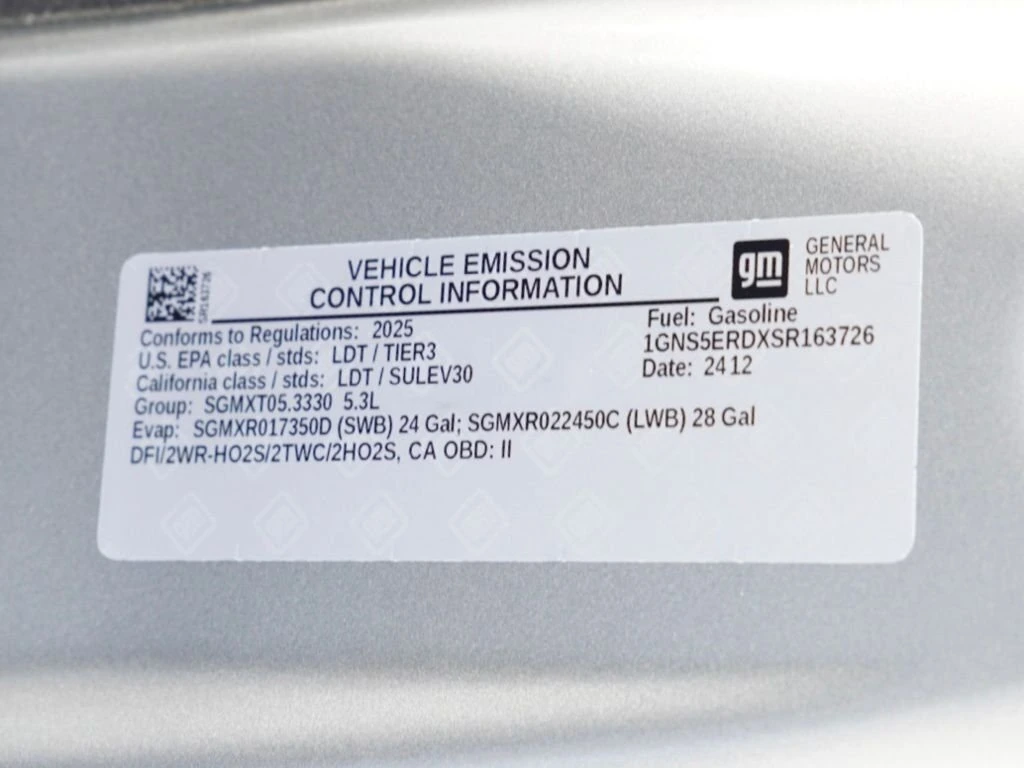 SR163726
VEHICLE EMISSION
CONTROL INFORMATION
gm
GENERAL
MOTORS
LLC
Conforms to Regulations: 2025
U.S. EPA class / stds: LDT / TIER3
California class / stds: LDT / SULEV30
Group: SGMXT05.3330 5.3L
Evap: SGMXR017350D (SWB) 24 Gal; SGMXR022450C (LWB) 28 Gal
DFI/2WR-HO2S/2TWC/2HO2S, CA OBD: II
Fuel: Gasoline
1GNS5ERDXSR163726
Date: 2412